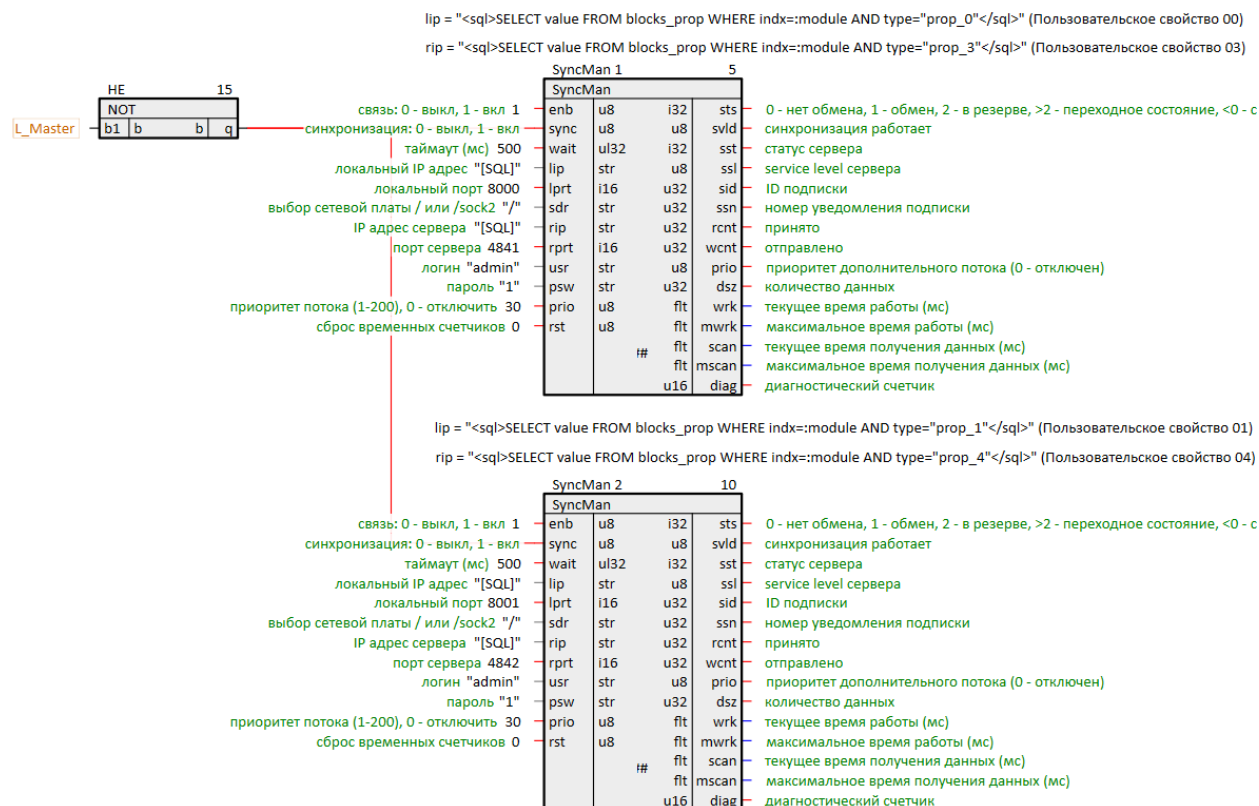 lip = "<sql>SELECT value FROM blocks_prop WHERE indx=:module AND type="prop_0"</sql>" (Пользовательское свойство 00)
rip = "<sql>SELECT value FROM blocks_prop WHERE indx=:module AND type="prop_3"</sql>" (Пользовательское свойство 03)
НЕ 15
NOT
L_Master b1 b b q
SyncMan 1 5
SyncMan
связь: 0 - выкл, 1 - вкл 1 enb u8 i32 sts 0 - нет обмена, 1 - обмен, 2 - в резерве, >2 - переходное состояние, <0 - с
синхронизация: 0 - выкл, 1 - вкл sync u8 u8 svld синхронизация работает
таймаут (мс) 500 wait ul32 i32 sst статус сервера
локальный IP адрес "[SQL]" lip str u8 ssl service level сервера
локальный порт 8000 lprt i16 u32 sid ID подписки
выбор сетевой платы / или /sock2 "/" sdr str u32 ssn номер уведомления подписки
IP адрес сервера "[SQL]" rip str u32 rcnt принято
порт сервера 4841 rprt i16 u32 wcnt отправлено
логин "admin" usr str u8 prio приоритет дополнительного потока (0 - отключен)
пароль "1" psw str u32 dsz количество данных
приоритет потока (1-200), 0 - отключить 30 prio u8 flt wrk текущее время работы (мс)
сброс временных счетчиков 0 rst u8 flt mwrk максимальное время работы (мс)
flt scan текущее время получения данных (мс)
flt mscan максимальное время получения данных (мс)
u16 diag диагностический счетчик
lip = "<sql>SELECT value FROM blocks_prop WHERE indx=:module AND type="prop_1"</sql>" (Пользовательское свойство 01)
rip = "<sql>SELECT value FROM blocks_prop WHERE indx=:module AND type="prop_4"</sql>" (Пользовательское свойство 04)
SyncMan 2 10
SyncMan
связь: 0 - выкл, 1 - вкл 1 enb u8 i32 sts 0 - нет обмена, 1 - обмен, 2 - в резерве, >2 - переходное состояние, <0 - с
синхронизация: 0 - выкл, 1 - вкл sync u8 u8 svld синхронизация работает
таймаут (мс) 500 wait ul32 i32 sst статус сервера
локальный IP адрес "[SQL]" lip str u8 ssl service level сервера
локальный порт 8001 lprt i16 u32 sid ID подписки
выбор сетевой платы / или /sock2 "/" sdr str u32 ssn номер уведомления подписки
IP адрес сервера "[SQL]" rip str u32 rcnt принято
порт сервера 4842 rprt i16 u32 wcnt отправлено
логин "admin" usr str u8 prio приоритет дополнительного потока (0 - отключен)
пароль "1" psw str u32 dsz количество данных
приоритет потока (1-200), 0 - отключить 30 prio u8 flt wrk текущее время работы (мс)
сброс временных счетчиков 0 rst u8 flt mwrk максимальное время работы (мс)
flt scan текущее время получения данных (мс)
flt mscan максимальное время получения данных (мс)
u16 diag диагностический счетчик